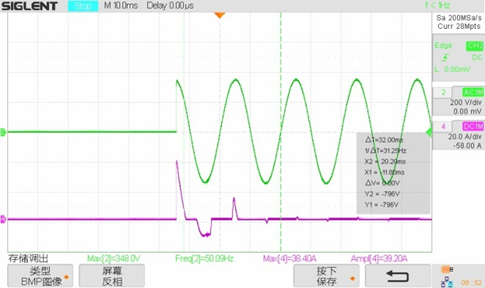 SIGLENT Stop M 10.0ms Delay 0.00µs f < 1Hz
Sa 200MSa/s
Curr 28Mpts
Edge CH2
DC
L 0.00mV
2 AC1M
200 V/div
0.00 mV
4 DC1M
20.0 A/div
-58.00 A
△T=32.00ms
1/△T=31.25Hz
X2 = 20.20ms
X1 = -11.80ms
△V= 0.00V
Y2 = -796V
Y1 = -796V
存储调出 Max[2]=348.0V Freq[2]=50.09Hz Max[4]=38.40A Ampl[4]=39.20A
类型
BMP图像
屏幕
反相
按下
保存
09:52